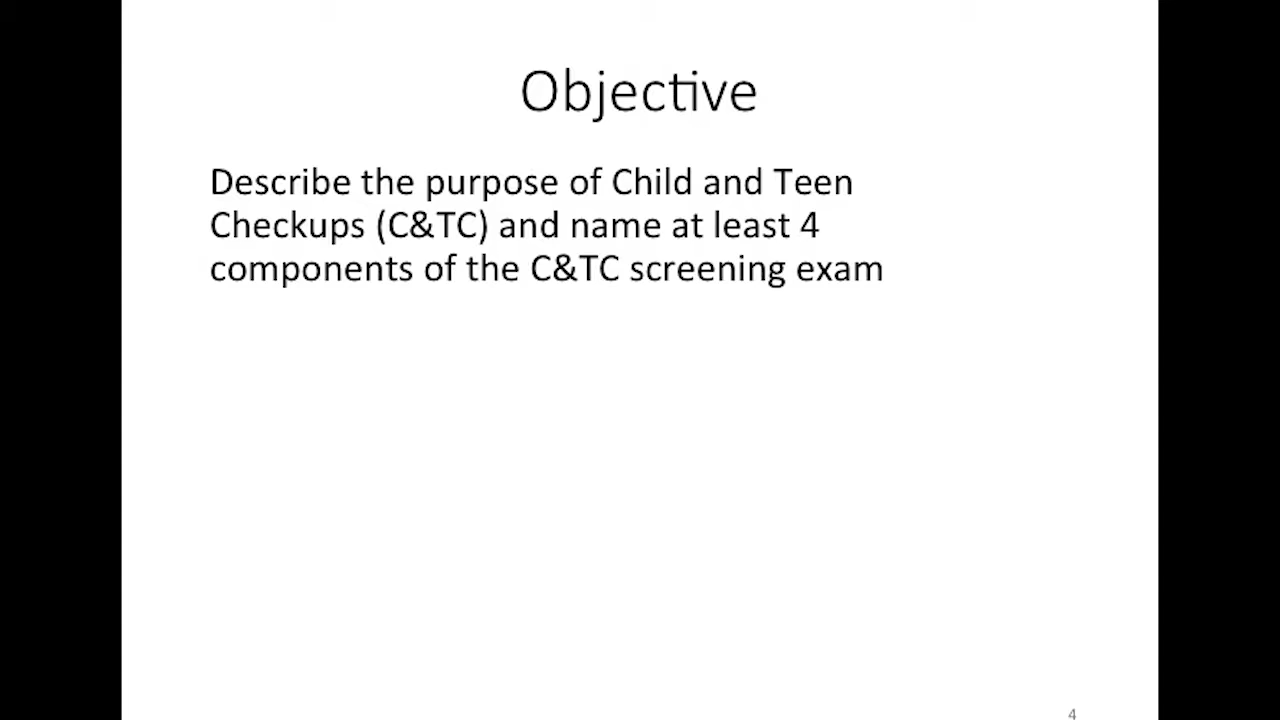 Objective
Describe the purpose of Child and Teen
Checkups (C&TC) and name at least 4
components of the C&TC screening exam
4